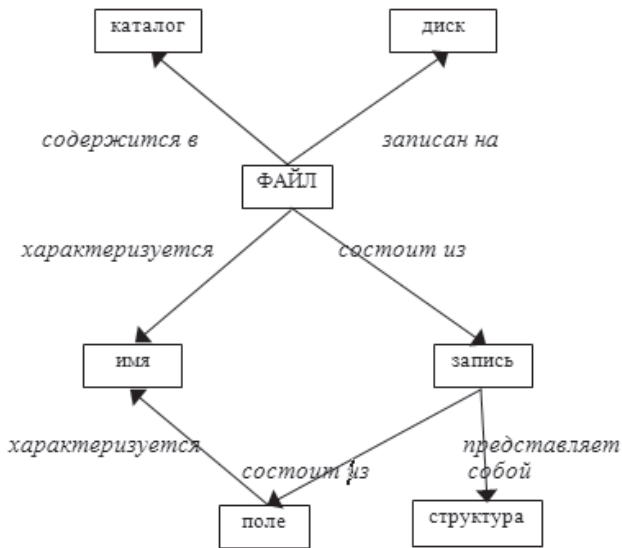 каталог
диск
содержится в
записан на
ФАЙЛ
характеризуется
состоит из
имя
запись
характеризуется
состоит из
представляет
собой
поле
структура